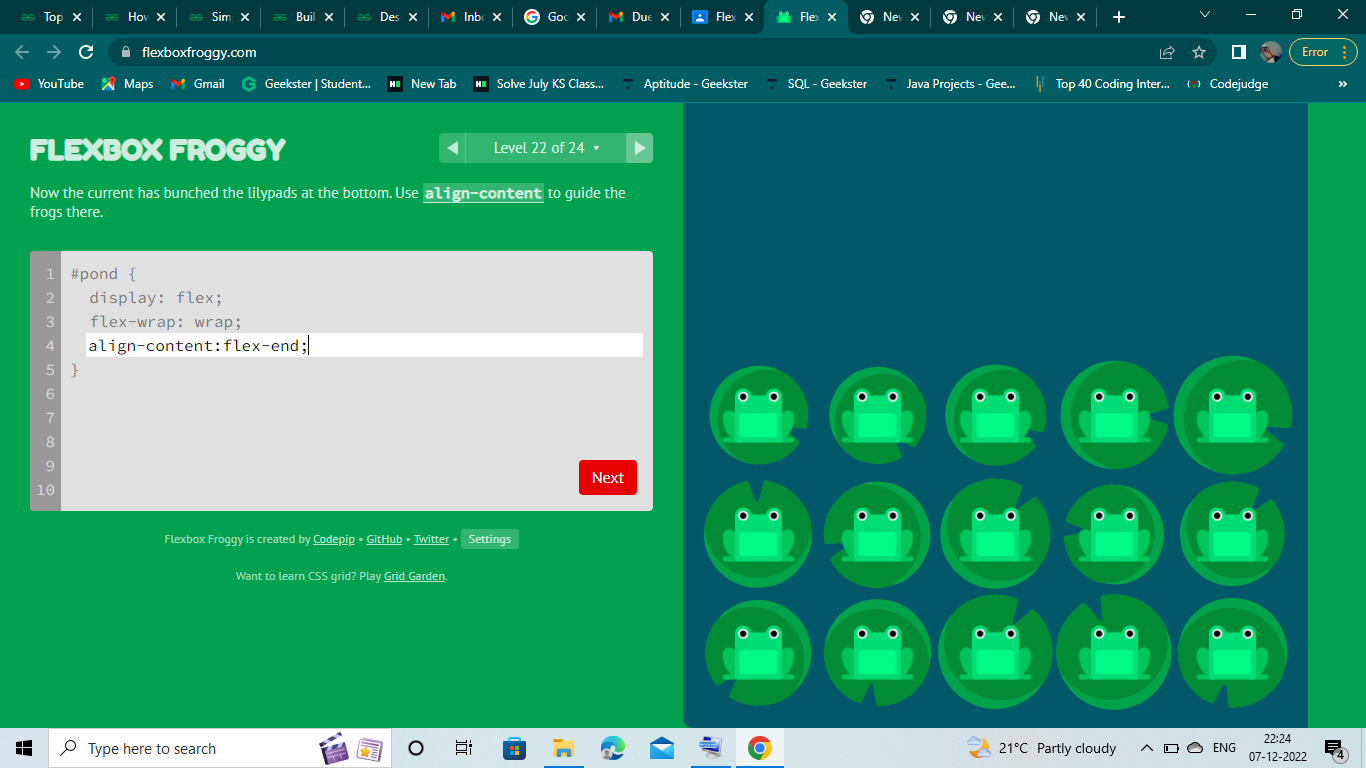 Top
How
Sim
Buil
Des
Inbo
Goo
Due
Flex
Flex
New
New
New
flexboxfroggy.com
Error
YouTube
Maps
Gmail
Geekster | Student...
New Tab
Solve July KS Class...
Aptitude - Geekster
SQL - Geekster
Java Projects - Gee...
Top 40 Coding Inter...
Codejudge
»
FLEXBOX FROGGY
Level 22 of 24
Now the current has bunched the lilypads at the bottom. Use align-content to guide the
frogs there.
1 #pond {
2 display: flex;
3 flex-wrap: wrap;
4 align-content:flex-end;
5 }
6
7
8
9
10
Next
Flexbox Froggy is created by Codepip • GitHub • Twitter • Settings
Want to learn CSS grid? Play Grid Garden.
Type here to search
21°C Partly cloudy
ENG
22:24
07-12-2022
4